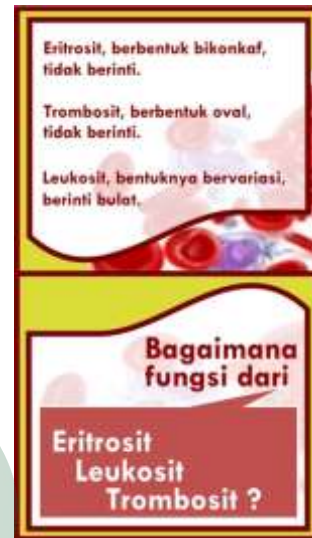 Eritrosit, berbentuk bikonkaf,
tidak berinti.
Trombosit, berbentuk oval,
tidak berinti.
Leukosit, bentuknya bervariasi,
berinti bulat.
Bagaimana
fungsi dari
Eritrosit
Leukosit
Trombosit ?